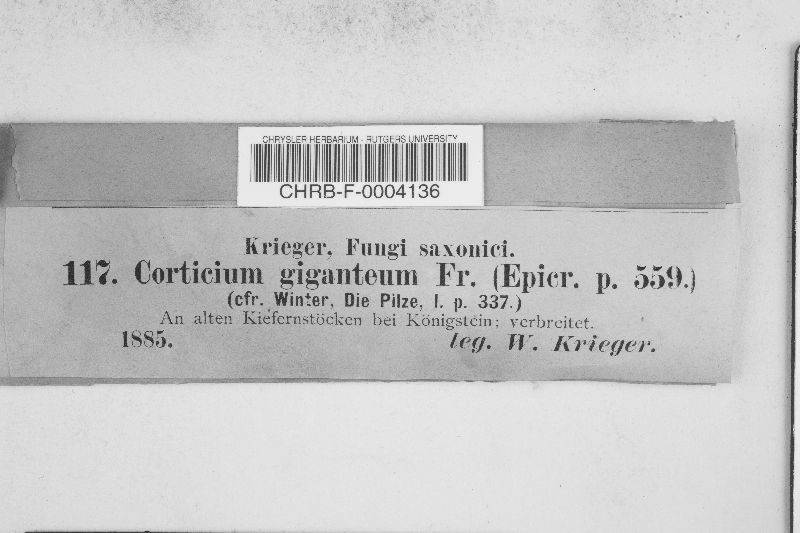 CHRYSLER HERBARIUM - RUTGERS UNIVERSITY
CHRB-F-0004136
Krieger, Fungi saxonici.
117. Corticium giganteum Fr. (Epicr. p. 559.)
(cfr. Winter, Die Pilze, I. p. 337.)
An alten Kiefernstöcken bei Königstein; verbreitet.
1885. leg. W. Krieger.